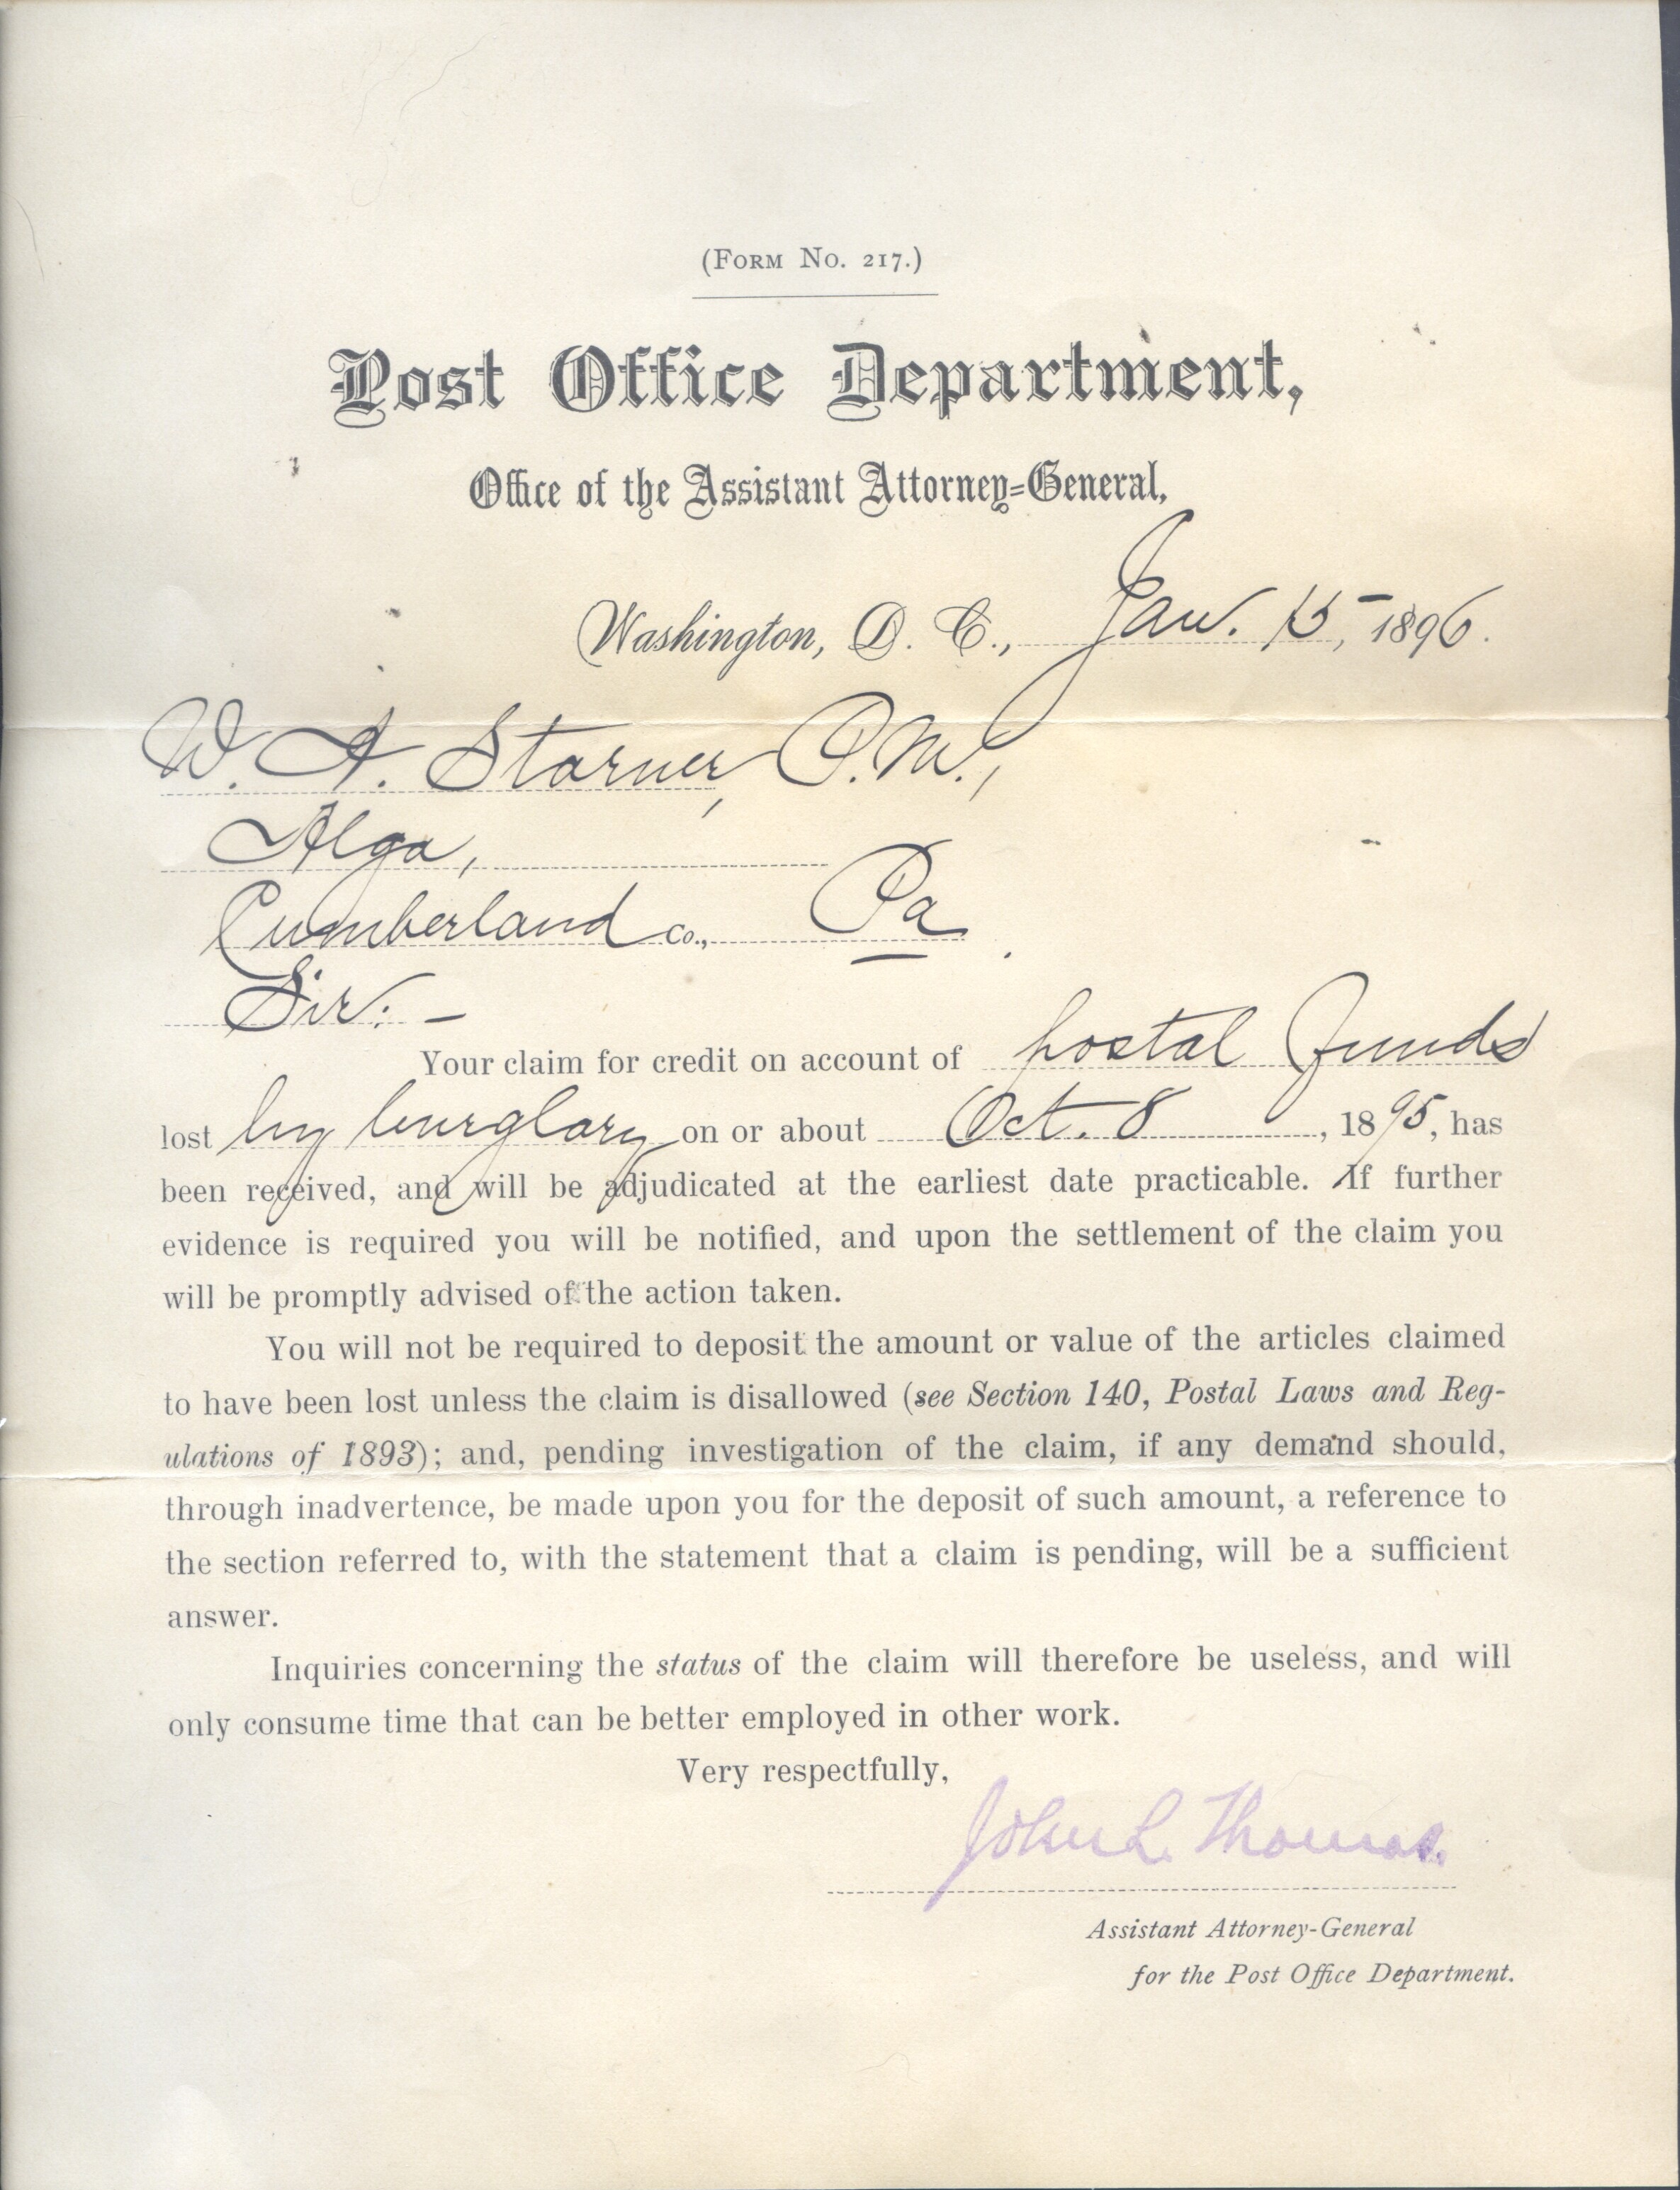 (FORM NO. 217.)
Post Office Department,
Office of the Assistant Attorney-General,
Washington, D. C., Jan. 15, 1896.
W. A. Starner, P.M.,
Alga,
Cumberland Co., Pa.
Sir: –
Your claim for credit on account of postal funds
lost by burglary on or about Oct. 8, 1895, has
been received, and will be adjudicated at the earliest date practicable. If further
evidence is required you will be notified, and upon the settlement of the claim you
will be promptly advised of the action taken.
You will not be required to deposit the amount or value of the articles claimed
to have been lost unless the claim is disallowed (see Section 140, Postal Laws and Reg-
ulations of 1893); and, pending investigation of the claim, if any demand should,
through inadvertence, be made upon you for the deposit of such amount, a reference to
the section referred to, with the statement that a claim is pending, will be a sufficient
answer.
Inquiries concerning the status of the claim will therefore be useless, and will
only consume time that can be better employed in other work.
Very respectfully,
John L. Thomas.
Assistant Attorney-General
for the Post Office Department.